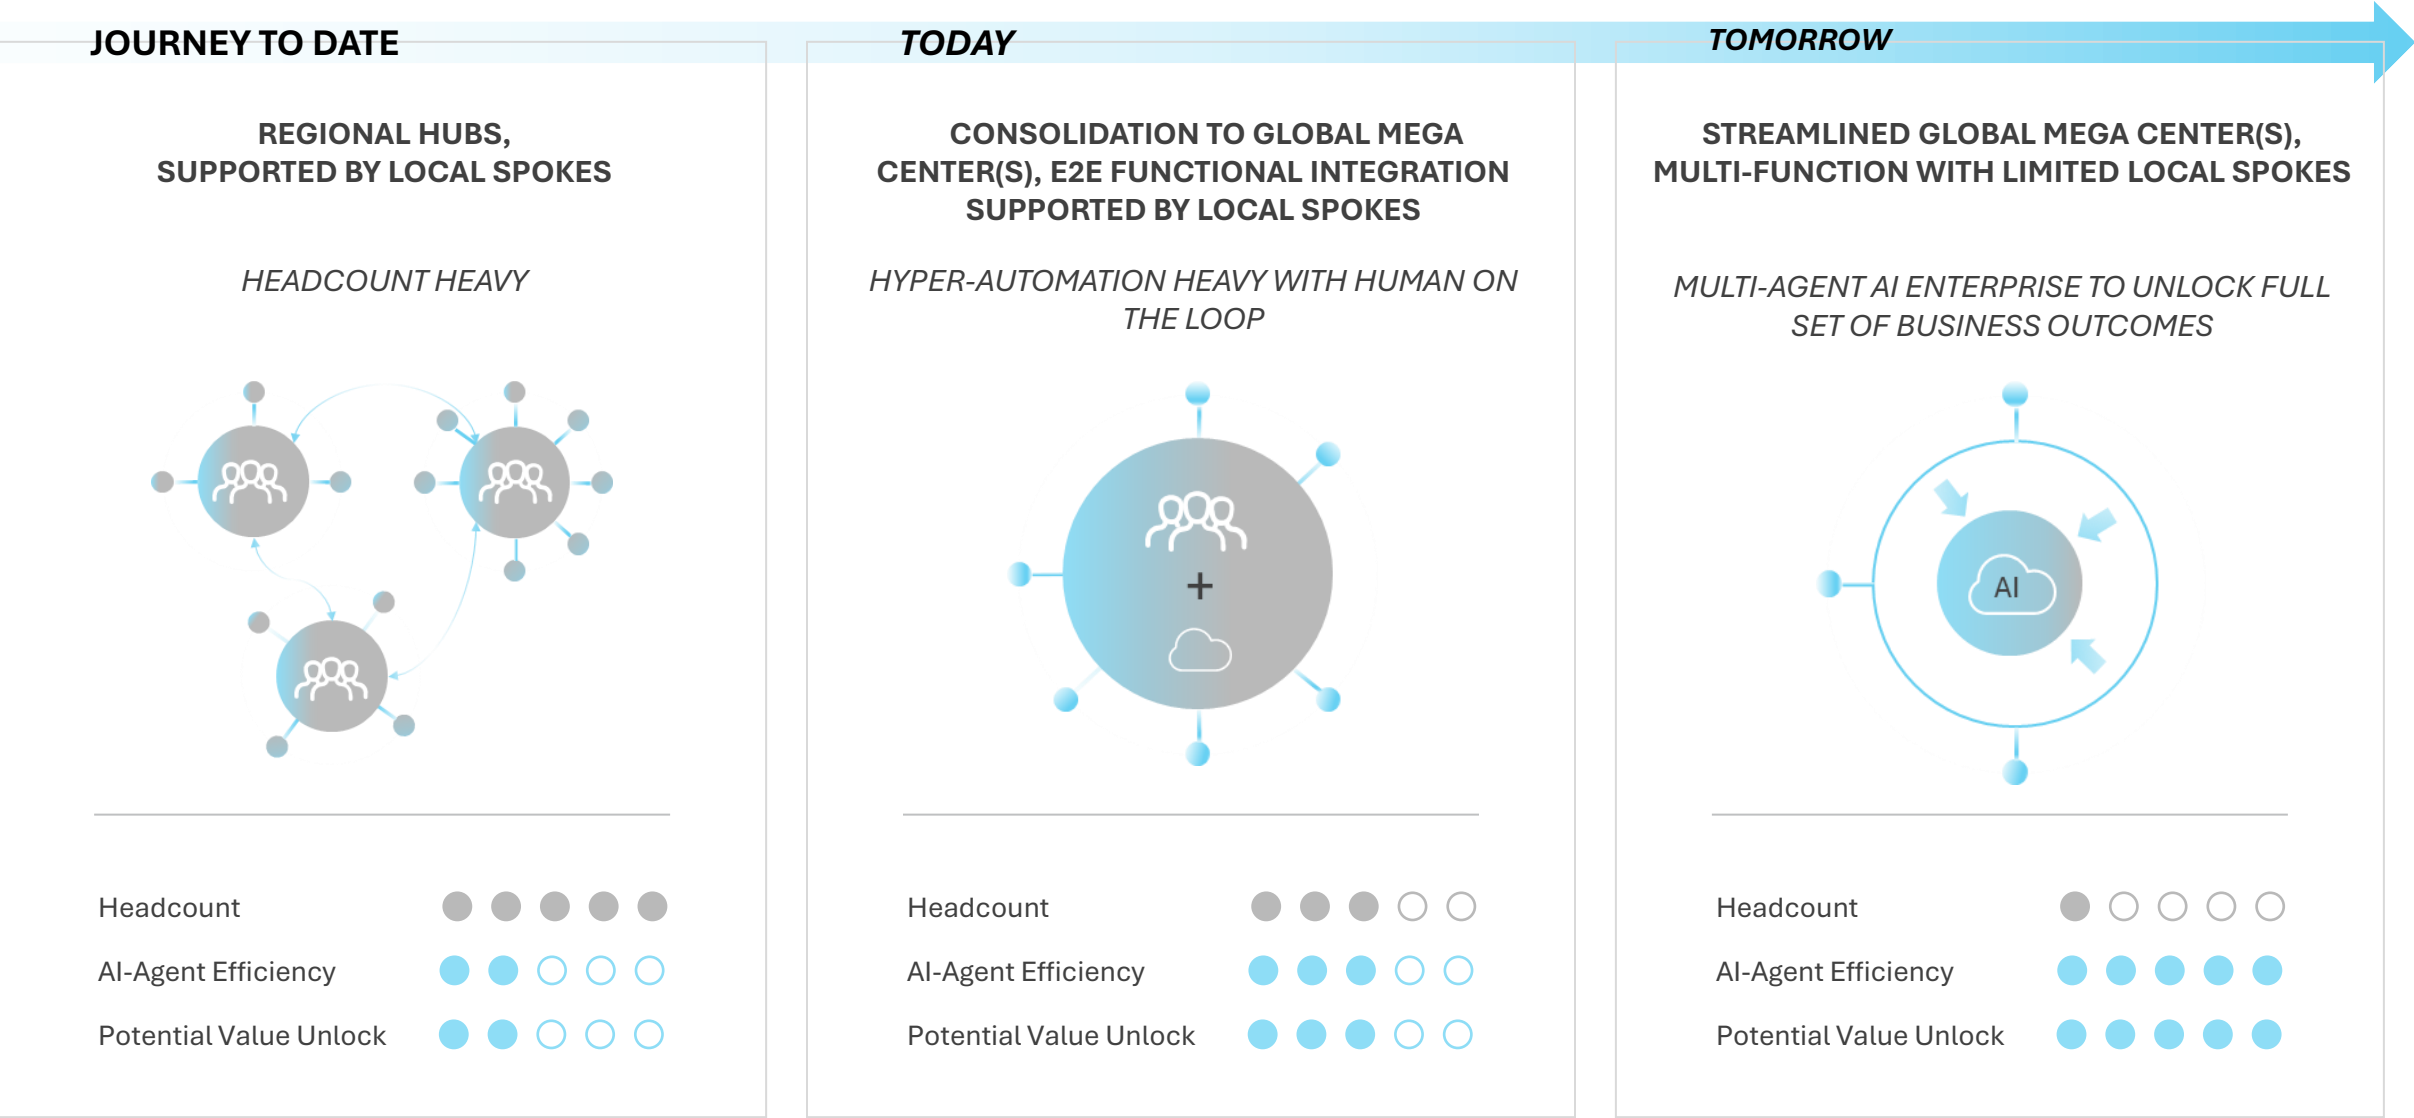 JOURNEY TO DATE
REGIONAL HUBS,
SUPPORTED BY LOCAL SPOKES
HEADCOUNT HEAVY
Headcount
AI-Agent Efficiency
Potential Value Unlock
TODAY
CONSOLIDATION TO GLOBAL MEGA
CENTER(S), E2E FUNCTIONAL INTEGRATION
SUPPORTED BY LOCAL SPOKES
HYPER-AUTOMATION HEAVY WITH HUMAN ON
THE LOOP
+
Headcount
AI-Agent Efficiency
Potential Value Unlock
TOMORROW
STREAMLINED GLOBAL MEGA CENTER(S),
MULTI-FUNCTION WITH LIMITED LOCAL SPOKES
MULTI-AGENT AI ENTERPRISE TO UNLOCK FULL
SET OF BUSINESS OUTCOMES
AI
Headcount
AI-Agent Efficiency
Potential Value Unlock